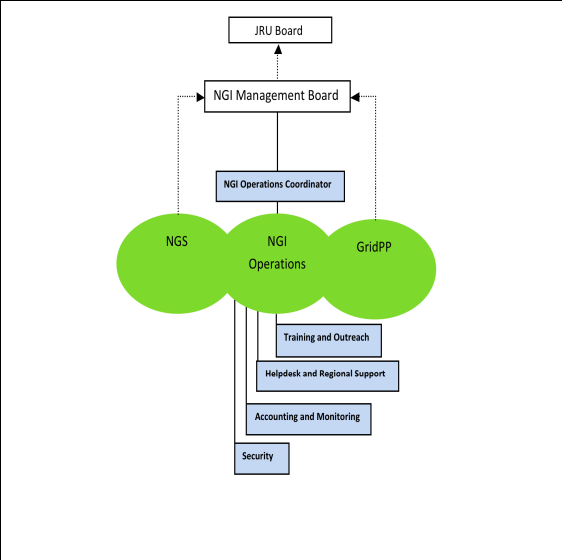 JRU Board
NGI Management Board
NGI Operations Coordinator
NGS
NGI
Operations
GridPP
Training and Outreach
Helpdesk and Regional Support
Accounting and Monitoring
Security